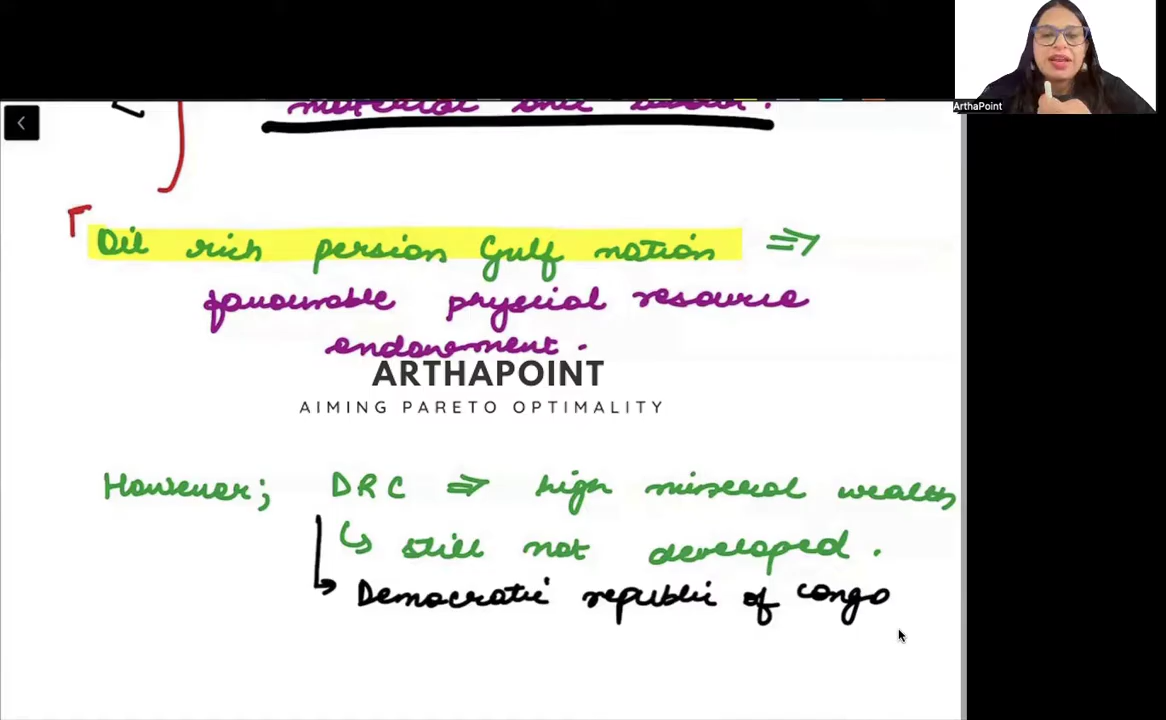 ArthaPoint
Oil rich persian Gulf nation ⇒
favourable physical resource
endowment.
ARTHAPOINT
AIMING PARETO OPTIMALITY
However; DRC ⇒ high mineral wealth
↳ still not developed.
↳ Democratic republic of congo